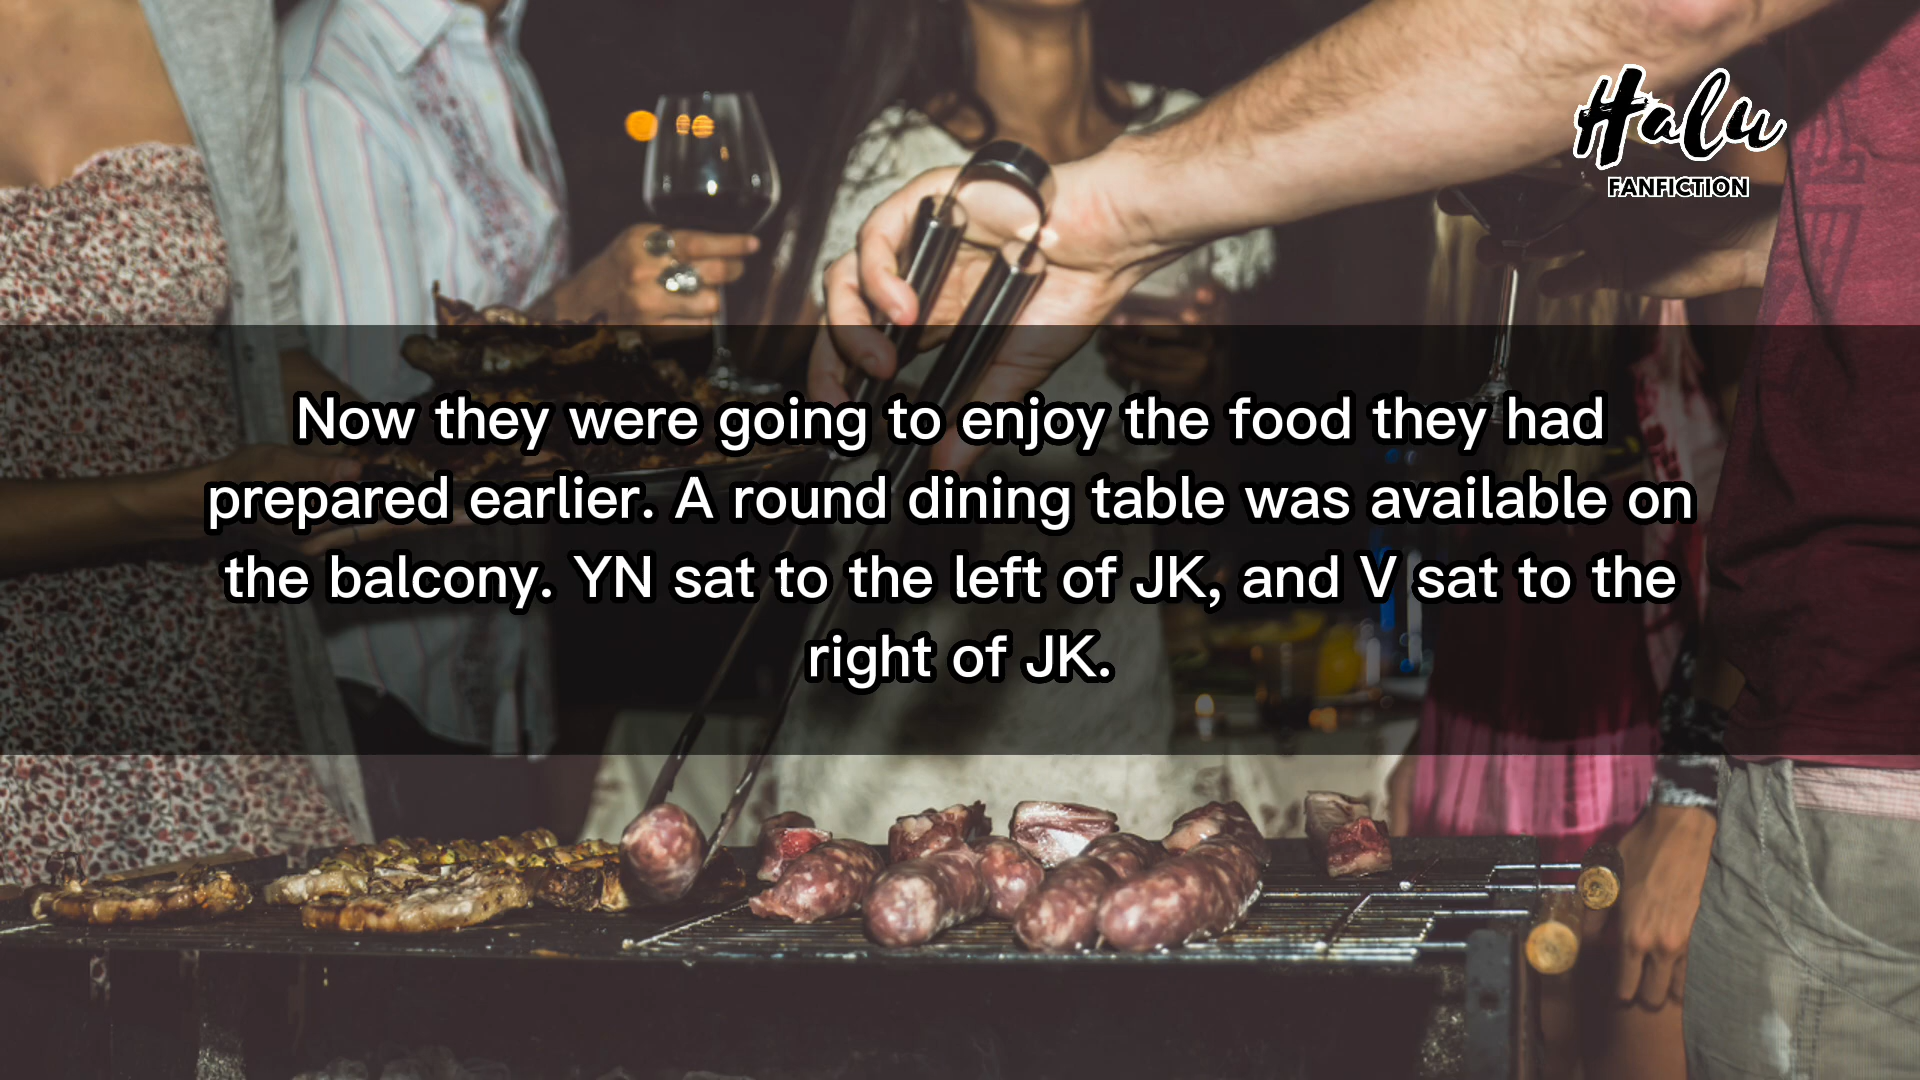 Halu
FANFICTION
Now they were going to enjoy the food they had
prepared earlier. A round dining table was available on
the balcony. YN sat to the left of JK, and V sat to the
right of JK.